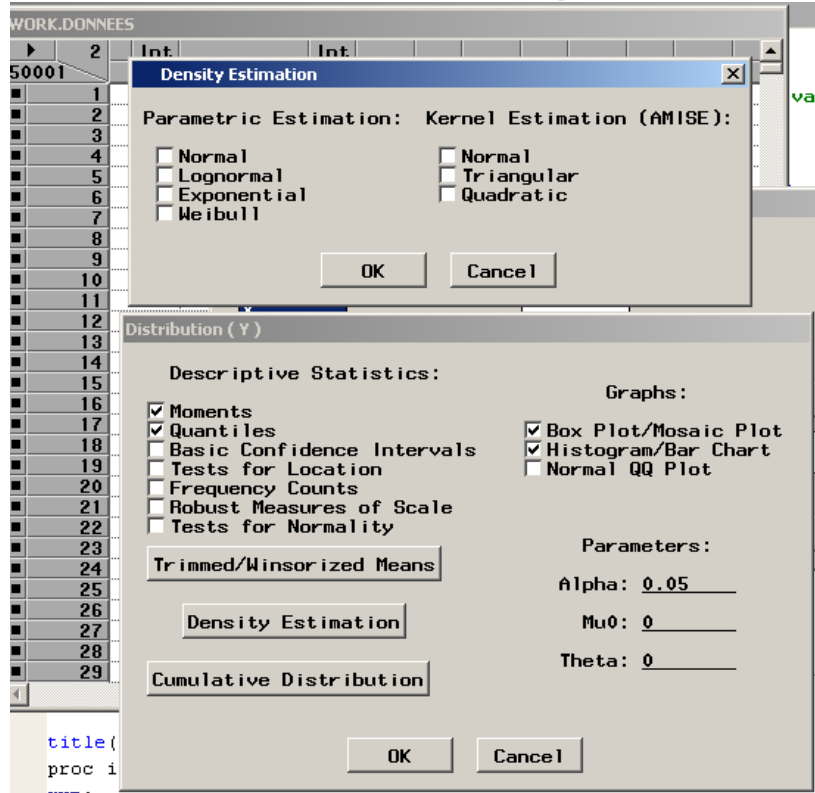 WORK.DONNEES
2 Int Int
50001
1
2
3
4
5
6
7
8
9
10
11
12
13
14
15
16
17
18
19
20
21
22
23
24
25
26
27
28
29
va
Density Estimation
Parametric Estimation: Kernel Estimation (AMISE):
Normal Normal
Lognormal Triangular
Exponential Quadratic
Weibull
OK Cancel
Distribution ( Y )
Descriptive Statistics:
Moments
Quantiles
Basic Confidence Intervals
Tests for Location
Frequency Counts
Robust Measures of Scale
Tests for Normality
Trimmed/Winsorized Means
Density Estimation
Cumulative Distribution
Graphs:
Box Plot/Mosaic Plot
Histogram/Bar Chart
Normal QQ Plot
Parameters:
Alpha: 0.05
Mu0: 0
Theta: 0
OK Cancel
title(
proc i